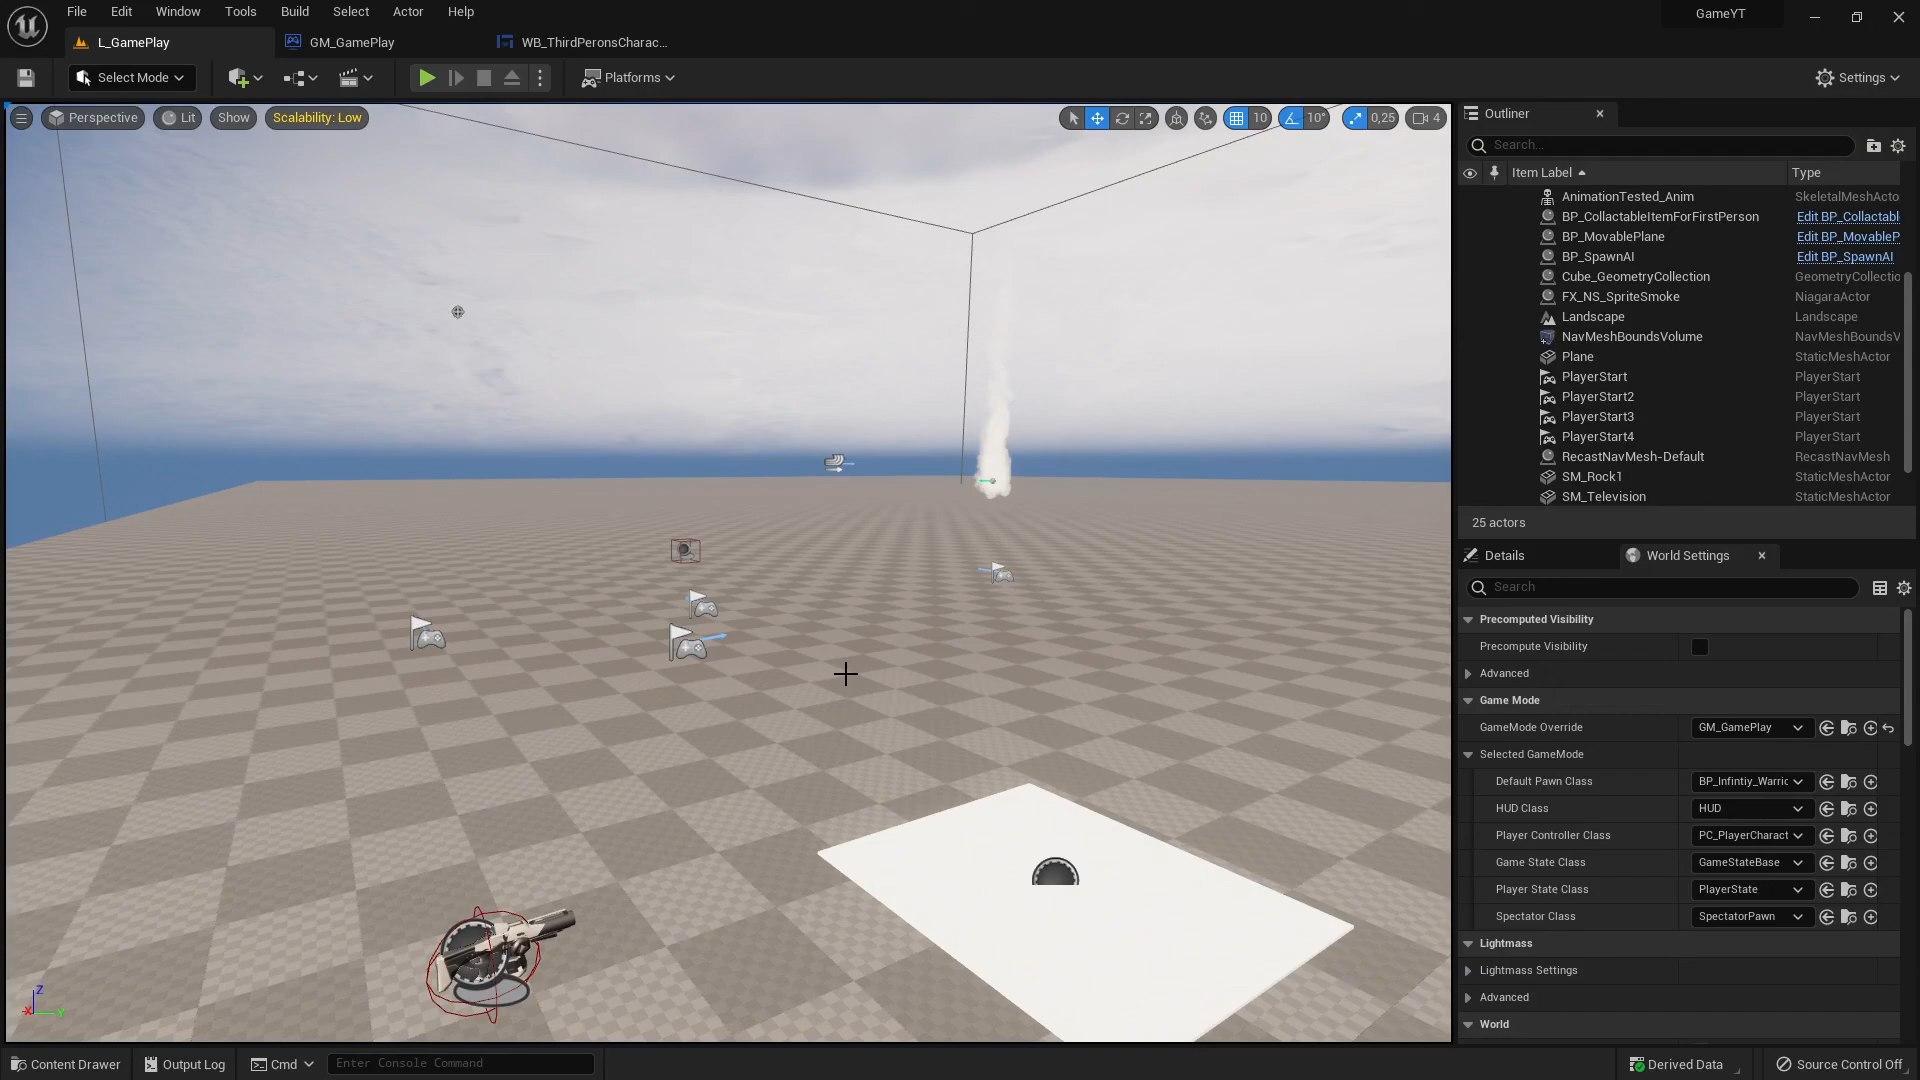 File Edit Window Tools Build Select Actor Help
GameYT
L_GamePlay
GM_GamePlay
WB_ThirdPeronsCharac...
Select Mode
Platforms
Settings
Perspective
Lit
Show
Scalability: Low
10
10°
0,25
4
Outliner
Search...
Item Label
Type
AnimationTested_Anim SkeletalMeshActo
BP_CollactableItemForFirstPerson Edit BP_Collactabl
BP_MovablePlane Edit BP_MovableP
BP_SpawnAI Edit BP_SpawnAI
Cube_GeometryCollection GeometryCollectio
FX_NS_SpriteSmoke NiagaraActor
Landscape Landscape
NavMeshBoundsVolume NavMeshBoundsV
Plane StaticMeshActor
PlayerStart PlayerStart
PlayerStart2 PlayerStart
PlayerStart3 PlayerStart
PlayerStart4 PlayerStart
RecastNavMesh-Default RecastNavMesh
SM_Rock1 StaticMeshActor
SM_Television StaticMeshActor
25 actors
Details
World Settings
Search
Precomputed Visibility
Precompute Visibility
Advanced
Game Mode
GameMode Override GM_GamePlay
Selected GameMode
Default Pawn Class BP_Infintiy_Warric
HUD Class HUD
Player Controller Class PC_PlayerCharact
Game State Class GameStateBase
Player State Class PlayerState
Spectator Class SpectatorPawn
Lightmass
Lightmass Settings
Advanced
World
Z
X
Y
Content Drawer
Output Log
Cmd
Enter Console Command
Derived Data
Source Control Off